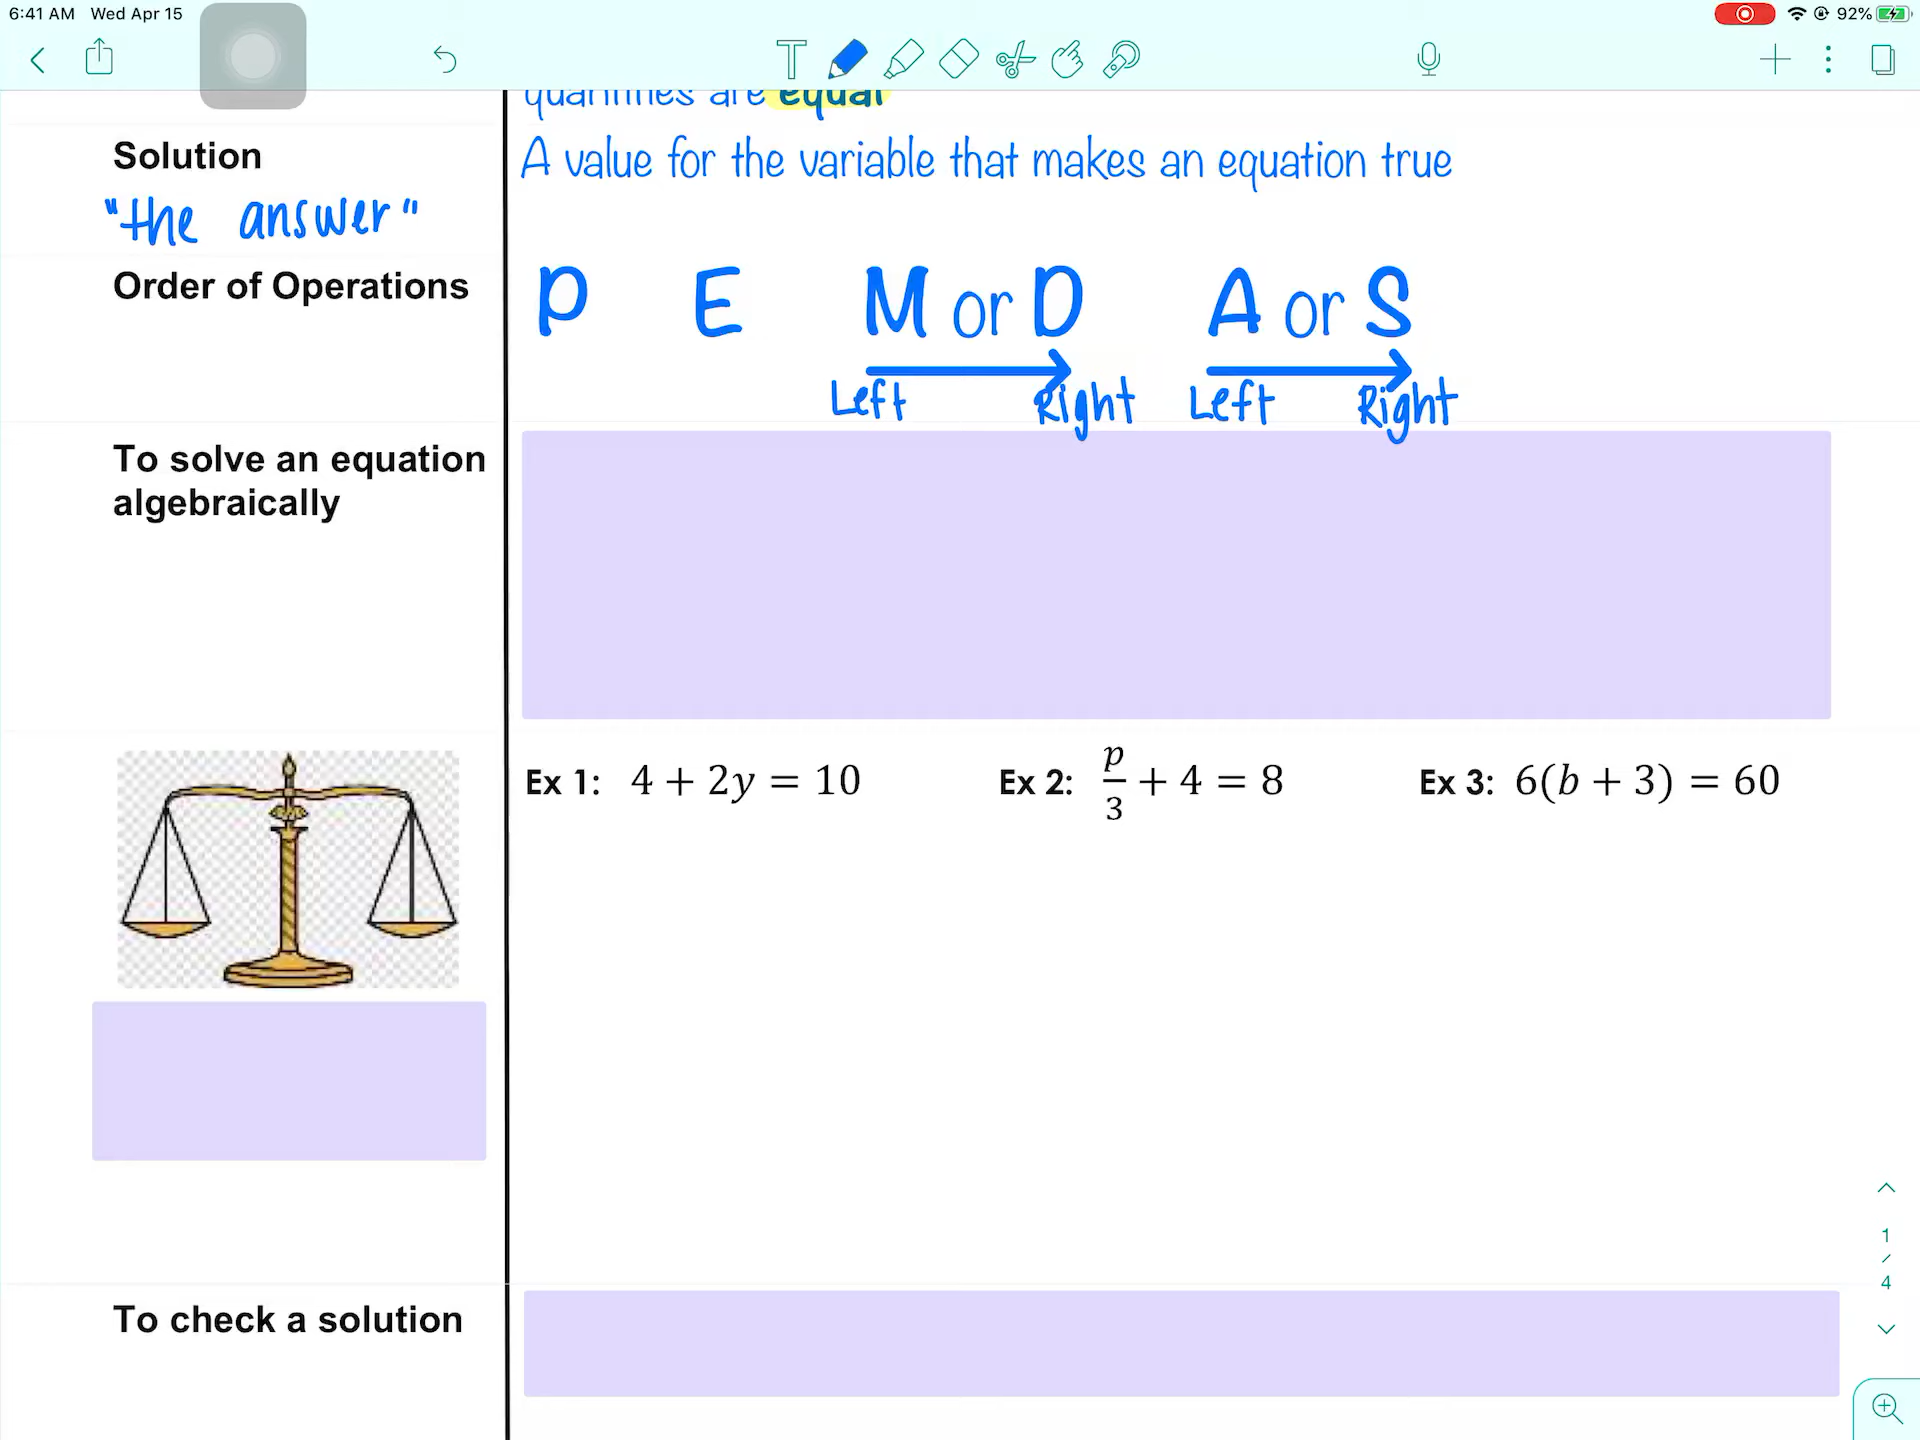 6:41 AM Wed Apr 15
92%
T
quantities are equal
Solution
A value for the variable that makes an equation true
"the answer"
Order of Operations
P E M or D A or S
Left Right Left Right
To solve an equation
algebraically
Ex 1: 4 + 2y = 10
Ex 2: p/3 + 4 = 8
Ex 3: 6(b + 3) = 60
1
/
4
To check a solution